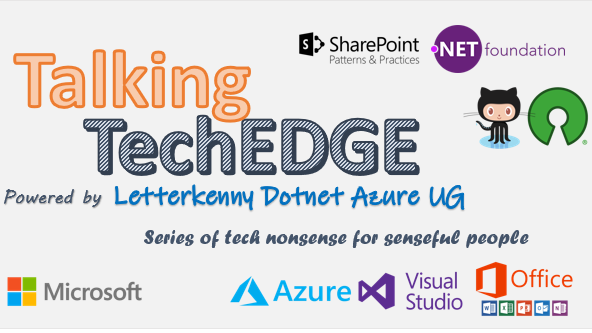 SharePoint
Patterns & Practices
.NET foundation
Talking
TechEDGE
Powered by Letterkenny Dotnet Azure UG
Series of tech nonsense for senseful people
Microsoft
Azure
Visual
Studio
Office
W X P O N